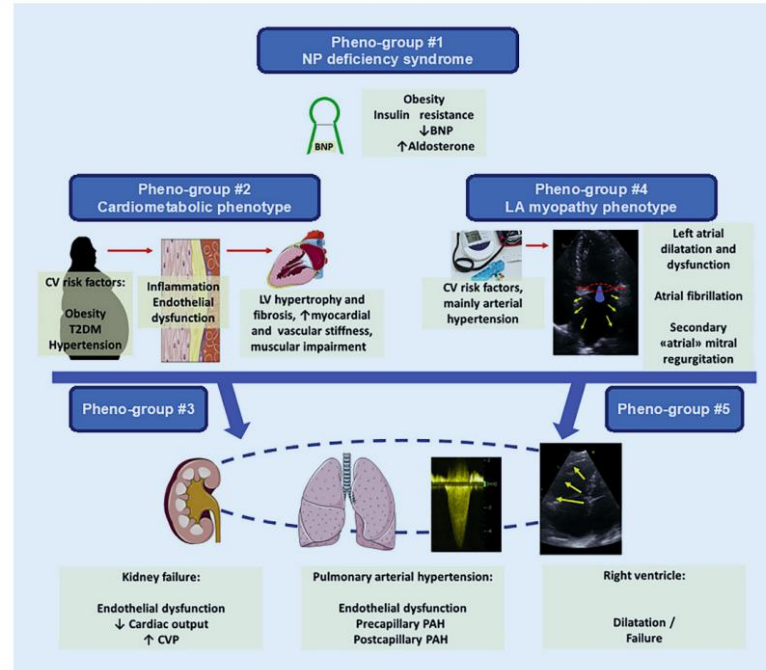 Pheno-group #1
NP deficiency syndrome
BNP
Obesity
Insulin resistance
↓BNP
↑Aldosterone
Pheno-group #2
Cardiometabolic phenotype
CV risk factors:
Obesity
T2DM
Hypertension
Inflammation
Endothelial
dysfunction
LV hypertrophy and
fibrosis, ↑myocardial
and vascular stiffness,
muscular impairment
Pheno-group #4
LA myopathy phenotype
CV risk factors,
mainly arterial
hypertension
Left atrial
dilatation and
dysfunction
Atrial fibrillation
Secondary
«atrial» mitral
regurgitation
Pheno-group #3
Pheno-group #5
Kidney failure:
Endothelial dysfunction
↓ Cardiac output
↑ CVP
Pulmonary arterial hypertension:
Endothelial dysfunction
Precapillary PAH
Postcapillary PAH
Right ventricle:
Dilatation /
Failure